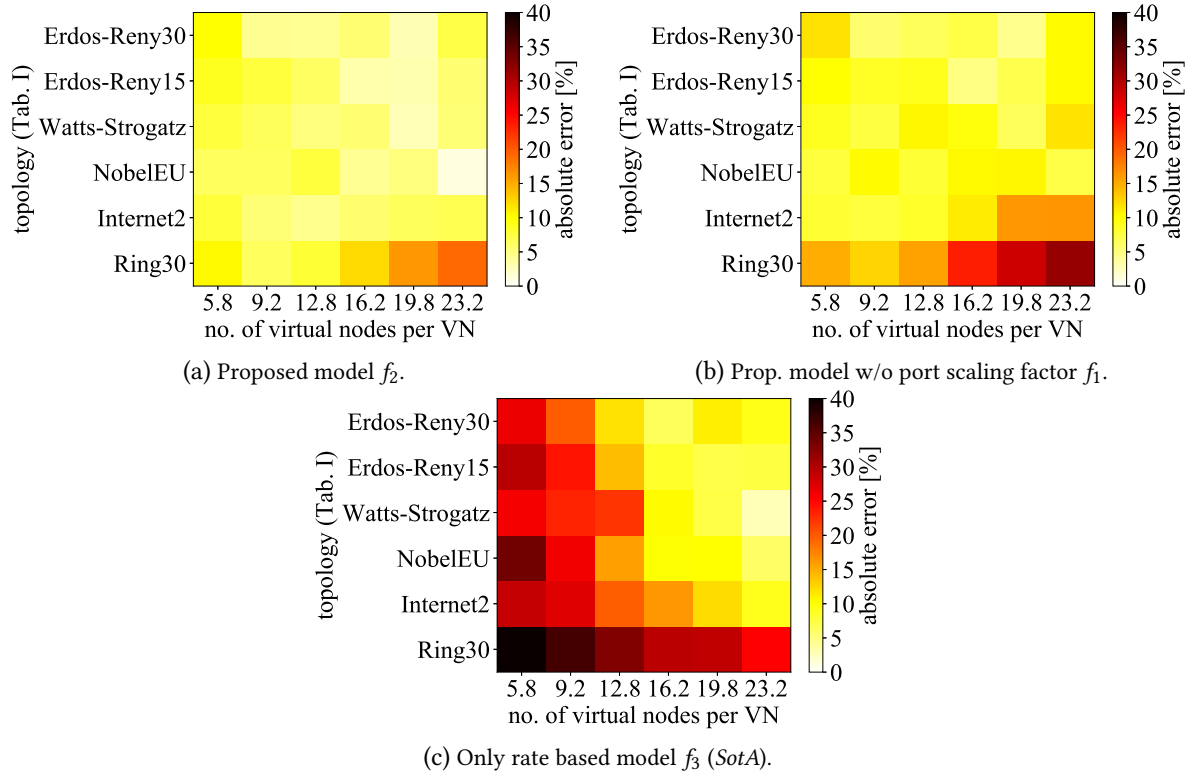 Erdos-Reny30
Erdos-Reny15
Watts-Strogatz
NobelEU
Internet2
Ring30
topology (Tab. I)
5.8 9.2 12.8 16.2 19.8 23.2
no. of virtual nodes per VN
40
35
30
25
20
15
10
5
0
absolute error [%]
(a) Proposed model f2.
Erdos-Reny30
Erdos-Reny15
Watts-Strogatz
NobelEU
Internet2
Ring30
topology (Tab. I)
5.8 9.2 12.8 16.2 19.8 23.2
no. of virtual nodes per VN
40
35
30
25
20
15
10
5
0
absolute error [%]
(b) Prop. model w/o port scaling factor f1.
Erdos-Reny30
Erdos-Reny15
Watts-Strogatz
NobelEU
Internet2
Ring30
topology (Tab. I)
5.8 9.2 12.8 16.2 19.8 23.2
no. of virtual nodes per VN
40
35
30
25
20
15
10
5
0
absolute error [%]
(c) Only rate based model f3 (SotA).